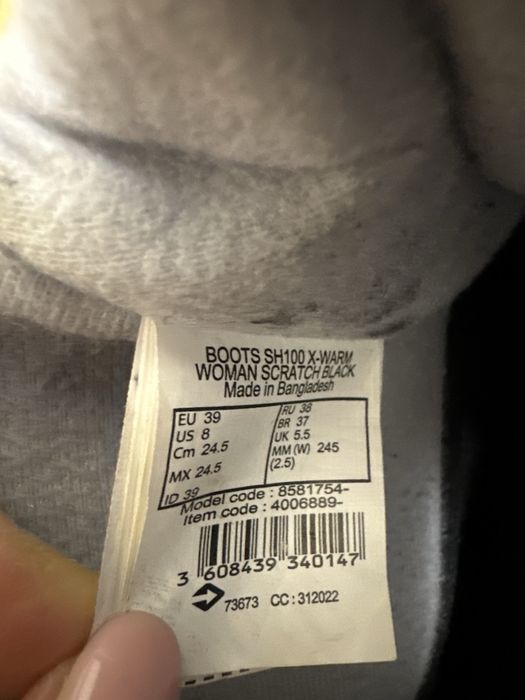 BOOTS SH100 X-WARM
WOMAN SCRATCH BLACK
Made in Bangladesh
EU 39
US 8
Cm 24.5
MX 24.5
ID 39
RU 38
BR 37
UK 5.5
MM (W) 245
(2.5)
Model code : 8581754-
Item code : 4006889-
3 608439 340147
73673 CC : 312022